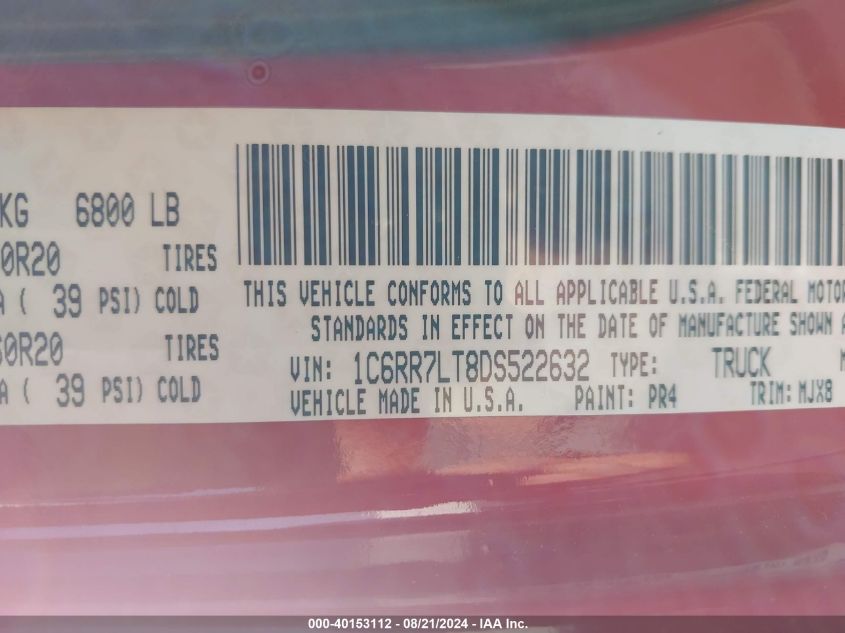 KG 6800 LB
0R20 TIRES
A ( 39 PSI) COLD
60R20 TIRES
A ( 39 PSI) COLD
THIS VEHICLE CONFORMS TO ALL APPLICABLE U.S.A. FEDERAL MOTOR
STANDARDS IN EFFECT ON THE DATE OF MANUFACTURE SHOWN A
VIN: 1C6RR7LT8DS522632 TYPE: TRUCK M
VEHICLE MADE IN U.S.A. PAINT: PR4 TRIM: MJX8
000-40153112 - 08/21/2024 - IAA Inc.